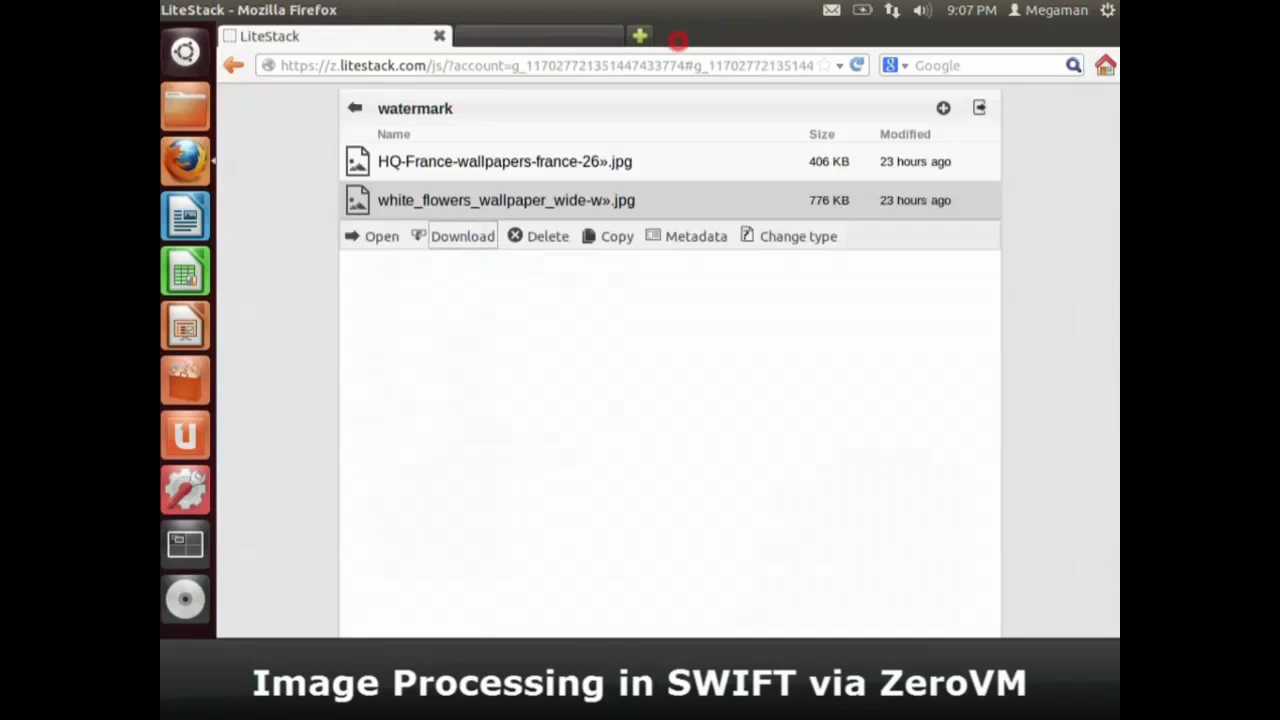 LiteStack - Mozilla Firefox
9:07 PM Megaman
LiteStack
https://z.litestack.com/js/?account=g_117027721351447433774#g_11702772135144
Google
watermark
Name Size Modified
HQ-France-wallpapers-france-26».jpg 406 KB 23 hours ago
white_flowers_wallpaper_wide-w».jpg 776 KB 23 hours ago
Open Download Delete Copy Metadata Change type
Image Processing in SWIFT via ZeroVM